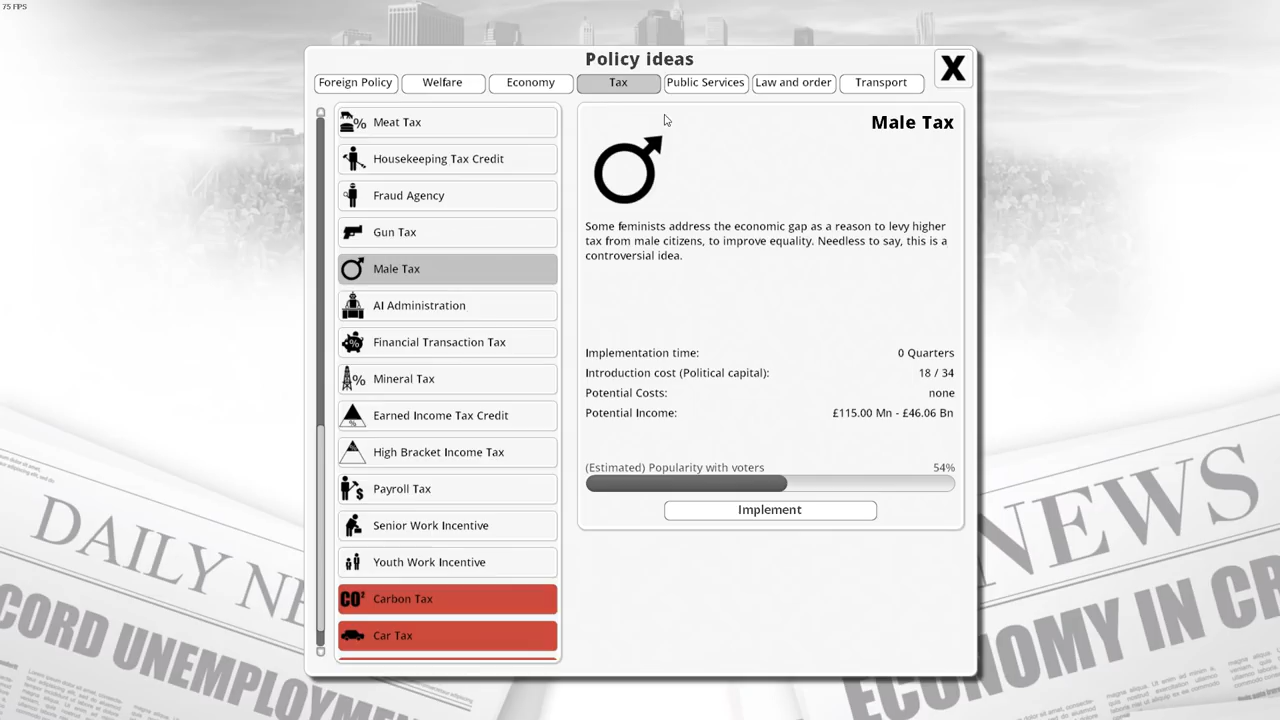 75 FPS
Policy ideas
X
Foreign Policy
Welfare
Economy
Tax
Public Services
Law and order
Transport
% Meat Tax
Housekeeping Tax Credit
Fraud Agency
Gun Tax
Male Tax
AI Administration
% Financial Transaction Tax
% Mineral Tax
% Earned Income Tax Credit
High Bracket Income Tax
$ Payroll Tax
Senior Work Incentive
Youth Work Incentive
CO² Carbon Tax
Car Tax
Male Tax
Some feminists address the economic gap as a reason to levy higher
tax from male citizens, to improve equality. Needless to say, this is a
controversial idea.
Implementation time: 0 Quarters
Introduction cost (Political capital): 18 / 34
Potential Costs: none
Potential Income: £115.00 Mn - £46.06 Bn
(Estimated) Popularity with voters 54%
Implement
DAILY NE
CORD UNEMPLOYM
NEWS
ECONOMY IN CR